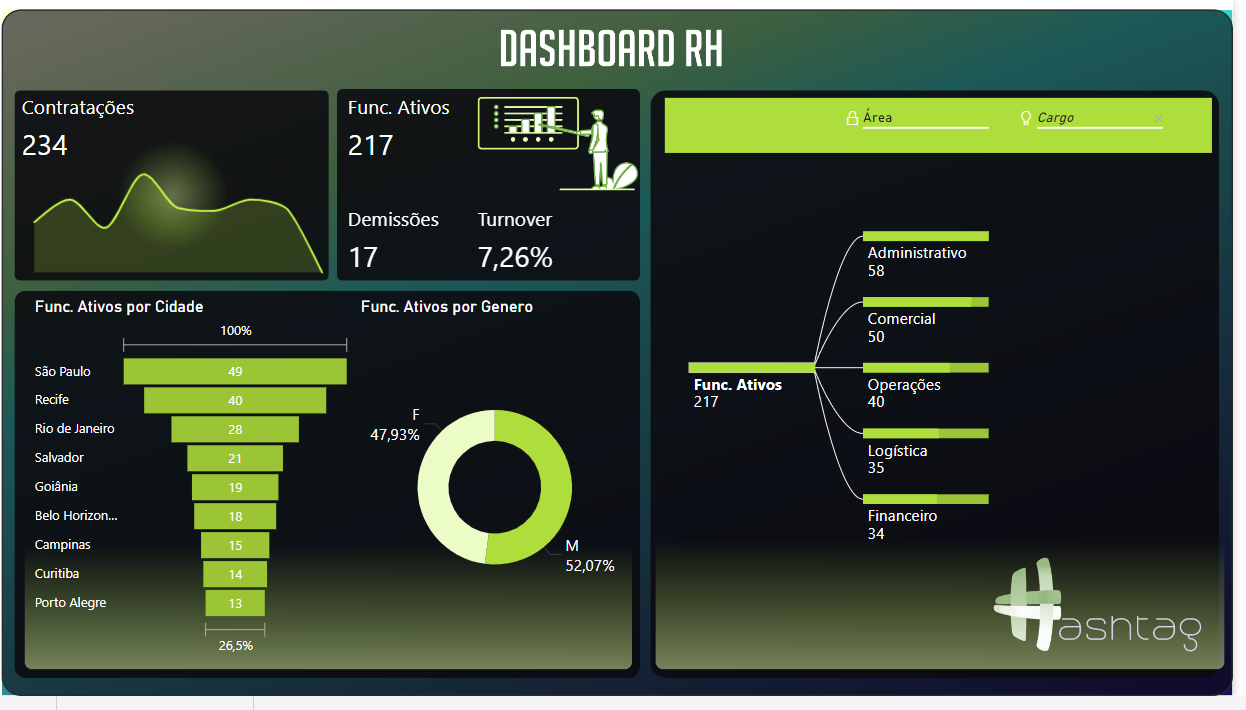 DASHBOARD RH
Contratações
234
Func. Ativos
217
Demissões
17
Turnover
7,26%
Func. Ativos por Cidade
100%
São Paulo 49
Recife 40
Rio de Janeiro 28
Salvador 21
Goiânia 19
Belo Horizon... 18
Campinas 15
Curitiba 14
Porto Alegre 13
26,5%
Func. Ativos por Genero
F
47,93%
M
52,07%
Área
Cargo
Func. Ativos
217
Administrativo
58
Comercial
50
Operações
40
Logística
35
Financeiro
34
Hashtag